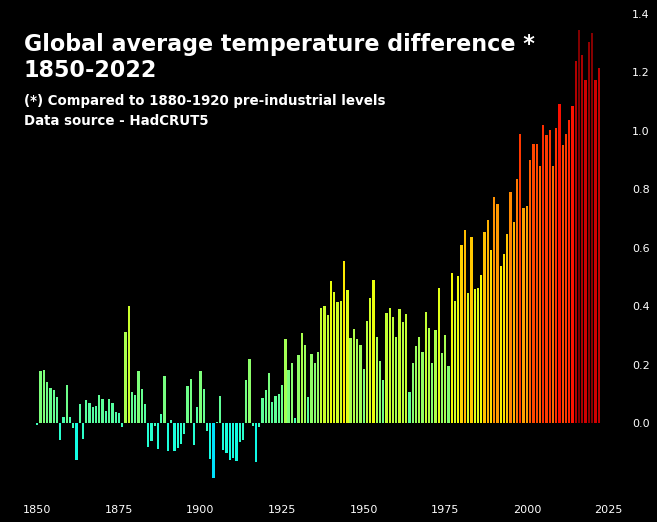 Global average temperature difference *
1850-2022
(*) Compared to 1880-1920 pre-industrial levels
Data source - HadCRUT5
1.4
1.2
1.0
0.8
0.6
0.4
0.2
0.0
1850 1875 1900 1925 1950 1975 2000 2025